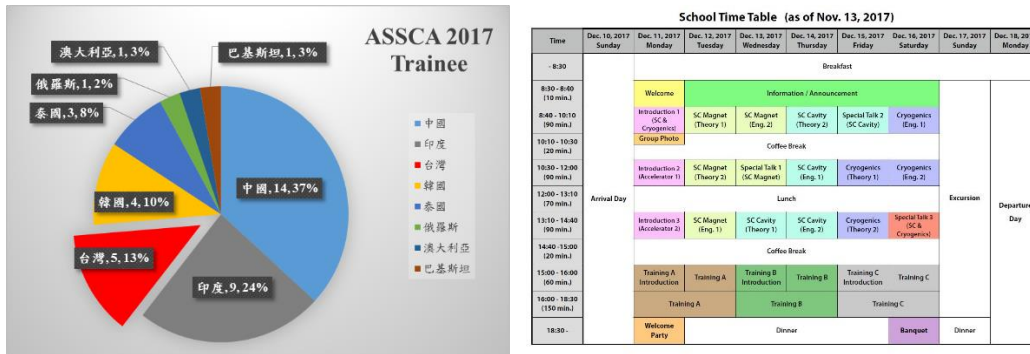 ASSCA 2017
Trainee
澳大利亞,1,3%
巴基斯坦,1,3%
俄羅斯,1,2%
泰國,3,8%
韓國,4,10%
台灣,5,13%
印度,9,24%
中國,14,37%
中國
印度
台灣
韓國
泰國
俄羅斯
澳大利亞
巴基斯坦
School Time Table (as of Nov. 13, 2017)
Time Dec. 10, 2017 Dec. 11, 2017 Dec. 12, 2017 Dec. 13, 2017 Dec. 14, 2017 Dec. 15, 2017 Dec. 16, 2017 Dec. 17, 2017 Dec. 18, 201
Sunday Monday Tuesday Wednesday Thursday Friday Saturday Sunday Monday
- 8:30 Breakfast
8:30 - 8:40
(10 min.)
Welcome Information / Announcement
8:40 - 10:10
(90 min.)
Introduction 1
(SC &
Cryogenics)
SC Magnet
(Theory 1)
SC Magnet
(Eng. 2)
SC Cavity
(Theory 2)
Special Talk 2
(SC Cavity)
Cryogenics
(Eng. 1)
10:10 - 10:30
(20 min.)
Group Photo
Coffee Break
10:30 - 12:00
(90 min.)
Introduction 2
(Accelerator 1)
SC Magnet
(Theory 2)
Special Talk 1
(SC Magnet)
SC Cavity
(Eng. 1)
Cryogenics
(Theory 1)
Cryogenics
(Eng. 2)
12:00 - 13:10
(70 min.)
Arrival Day
Lunch
Excursion
Departure
Day
13:10 - 14:40
(90 min.)
Introduction 3
(Accelerator 2)
SC Magnet
(Eng. 1)
SC Cavity
(Theory 1)
SC Cavity
(Eng. 2)
Cryogenics
(Theory 2)
Special Talk 3
(SC &
Cryogenics)
14:40 - 15:00
(20 min.)
Coffee Break
15:00 - 16:00
(60 min.)
Training A
Introduction
Training A
Training B
Introduction
Training B
Training C
Introduction
Training C
16:00 - 18:30
(150 min.)
Training A
Training B
Training C
18:30 -
Welcome
Party
Dinner
Banquet
Dinner